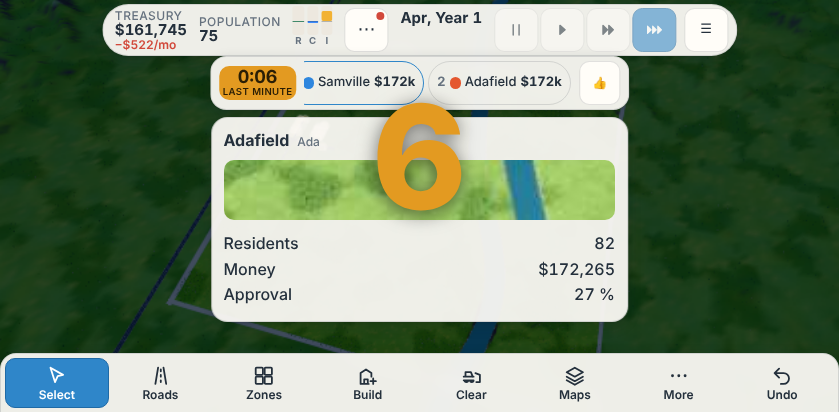 TREASURY
$161,745
−$522/mo
POPULATION
75
R C I
Apr, Year 1
0:06
LAST MINUTE
Samville $172k
2 Adafield $172k
6
Adafield Ada
Residents 82
Money $172,265
Approval 27 %
Select
Roads
Zones
Build
Clear
Maps
More
Undo